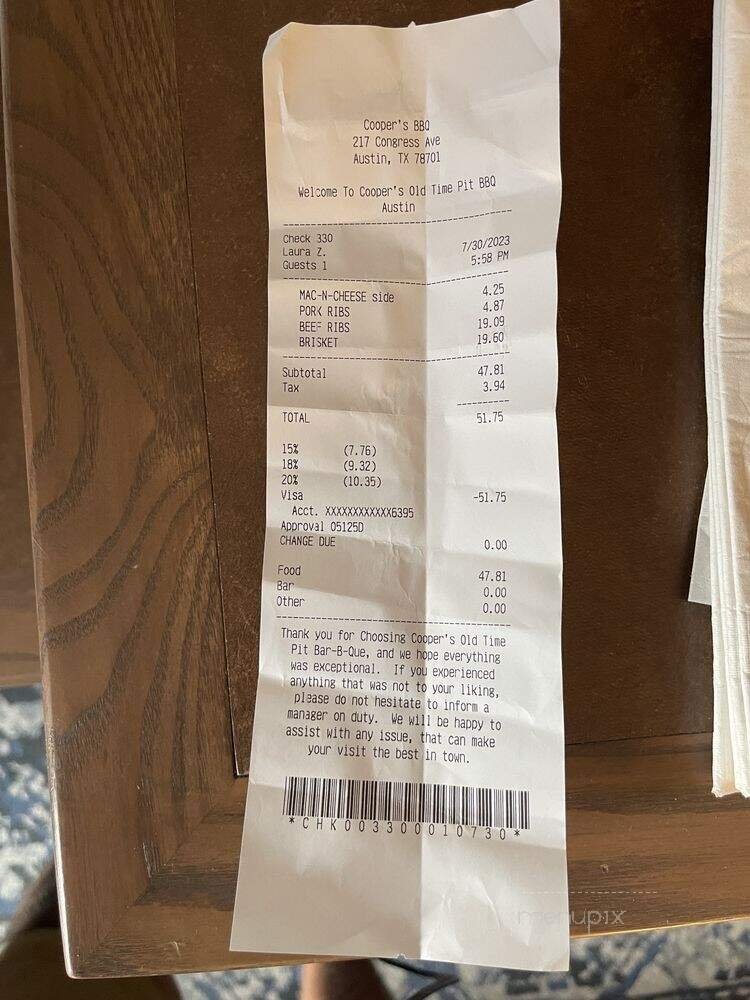 Cooper's BBQ
217 Congress Ave
Austin, TX 78701
Welcome To Cooper's Old Time Pit BBQ
Austin
Check 330
Laura Z. 7/30/2023
Guests 1 5:58 PM
MAC-N-CHEESE side 4.25
PORK RIBS 4.87
BEEF RIBS 19.09
BRISKET 19.60
Subtotal 47.81
Tax 3.94
TOTAL 51.75
15% (7.76)
18% (9.32)
20% (10.35)
Visa -51.75
Acct. XXXXXXXXXXXX6395
Approval 05125D
CHANGE DUE 0.00
Food 47.81
Bar 0.00
Other 0.00
Thank you for Choosing Cooper's Old Time
Pit Bar-B-Que, and we hope everything
was exceptional. If you experienced
anything that was not to your liking,
please do not hesitate to inform a
manager on duty. We will be happy to
assist with any issue, that can make
your visit the best in town.
*CHK003300010730*
menupix